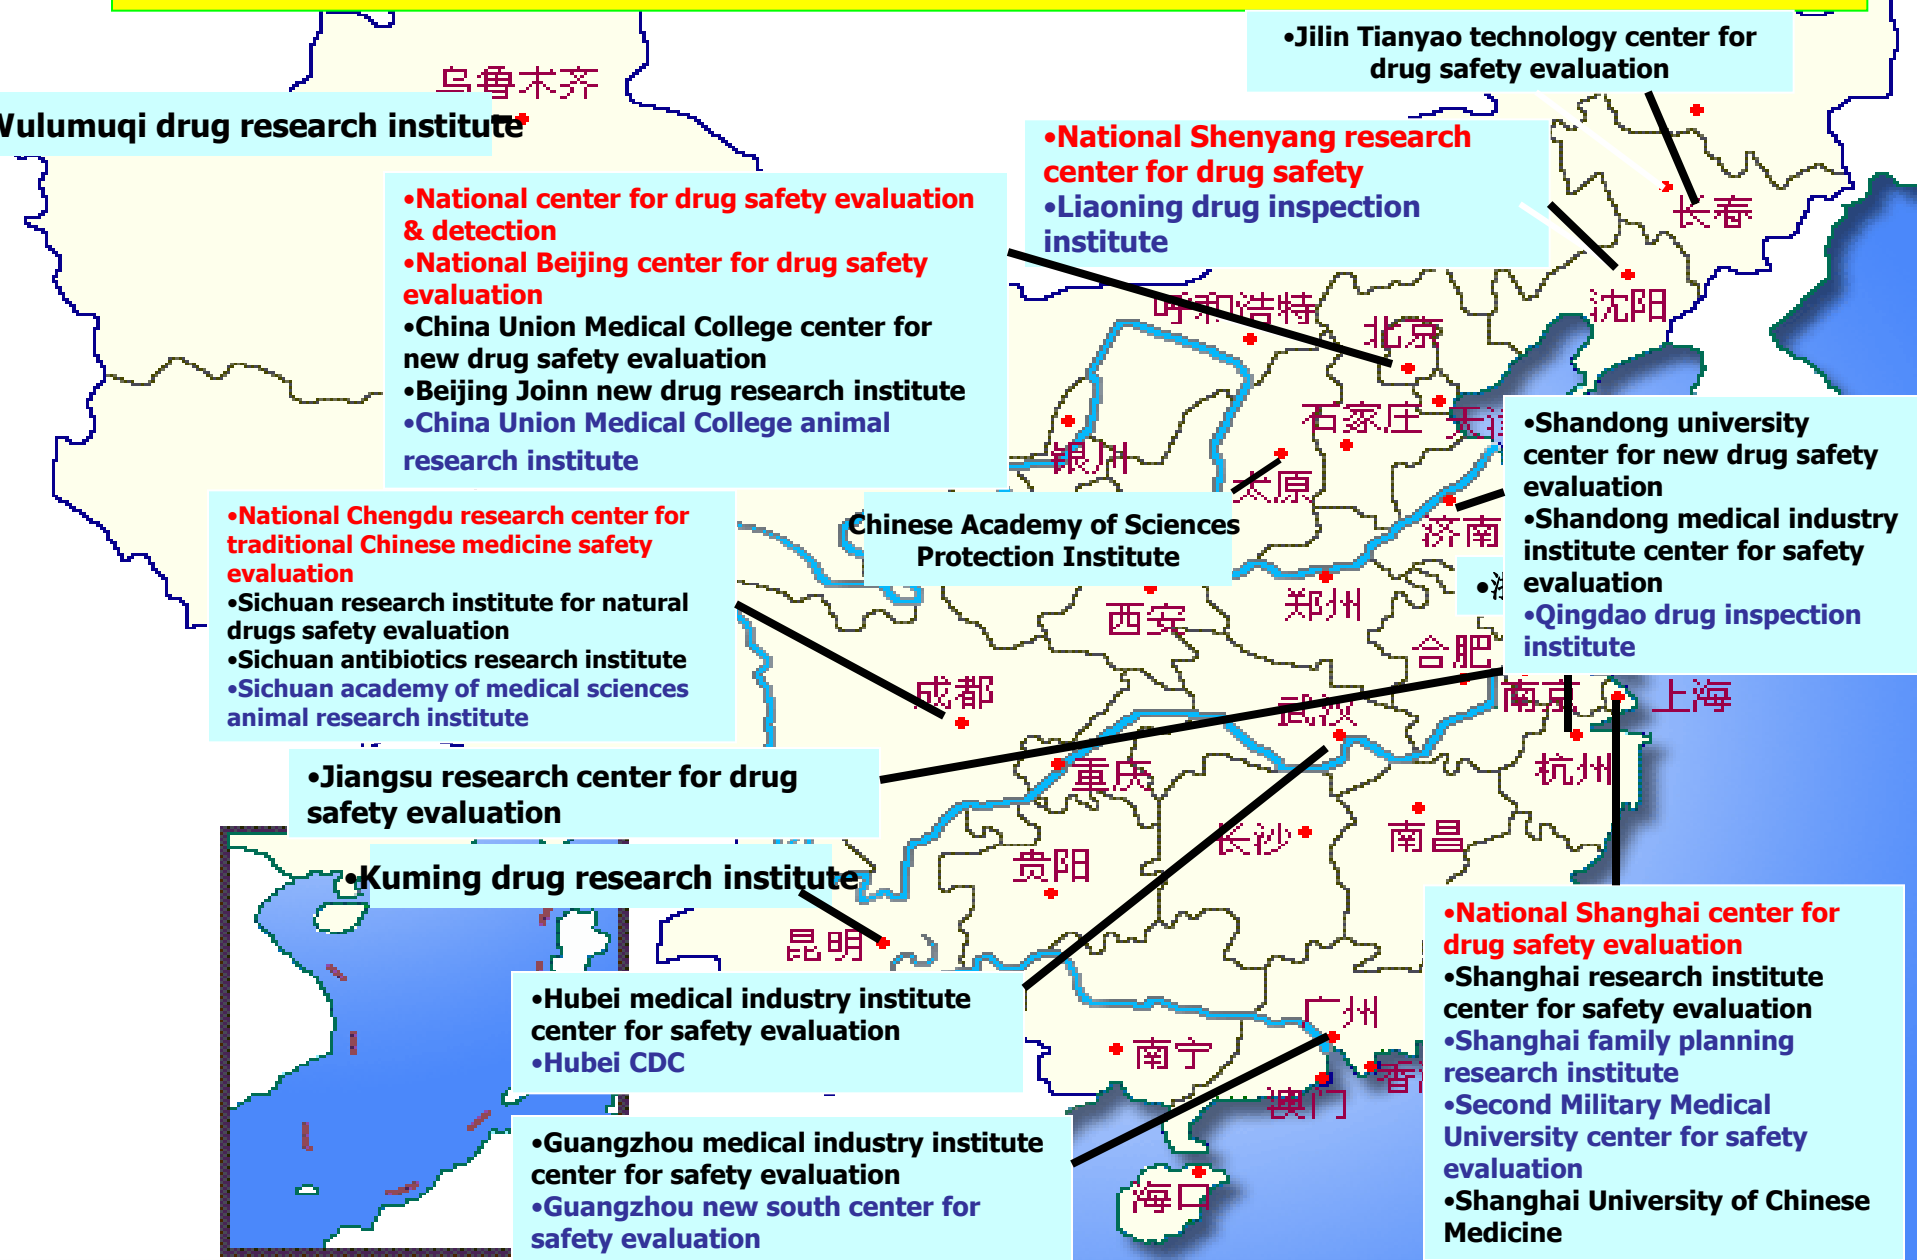 •Jilin Tianyao technology center for
drug safety evaluation
乌鲁木齐
Wulumuqi drug research institute
•National Shenyang research
center for drug safety
•Liaoning drug inspection
institute
长春
•National center for drug safety evaluation
& detection
•National Beijing center for drug safety
evaluation
•China Union Medical College center for
new drug safety evaluation
•Beijing Joinn new drug research institute
•China Union Medical College animal
research institute
沈阳
呼和浩特
北京
石家庄
银川
太原
•Shandong university
center for new drug safety
evaluation
•Shandong medical industry
institute center for safety
evaluation
•Qingdao drug inspection
institute
•National Chengdu research center for
traditional Chinese medicine safety
evaluation
•Sichuan research institute for natural
drugs safety evaluation
•Sichuan antibiotics research institute
•Sichuan academy of medical sciences
animal research institute
Chinese Academy of Sciences
Protection Institute
济南
西安
郑州
合肥
成都
武汉
南京
上海
•Jiangsu research center for drug
safety evaluation
重庆
杭州
长沙
南昌
贵阳
•Kuming drug research institute
昆明
•National Shanghai center for
drug safety evaluation
•Shanghai research institute
center for safety evaluation
•Shanghai family planning
research institute
•Second Military Medical
University center for safety
evaluation
•Shanghai University of Chinese
Medicine
•Hubei medical industry institute
center for safety evaluation
•Hubei CDC
广州
南宁
香
澳门
•Guangzhou medical industry institute
center for safety evaluation
•Guangzhou new south center for
safety evaluation
海口